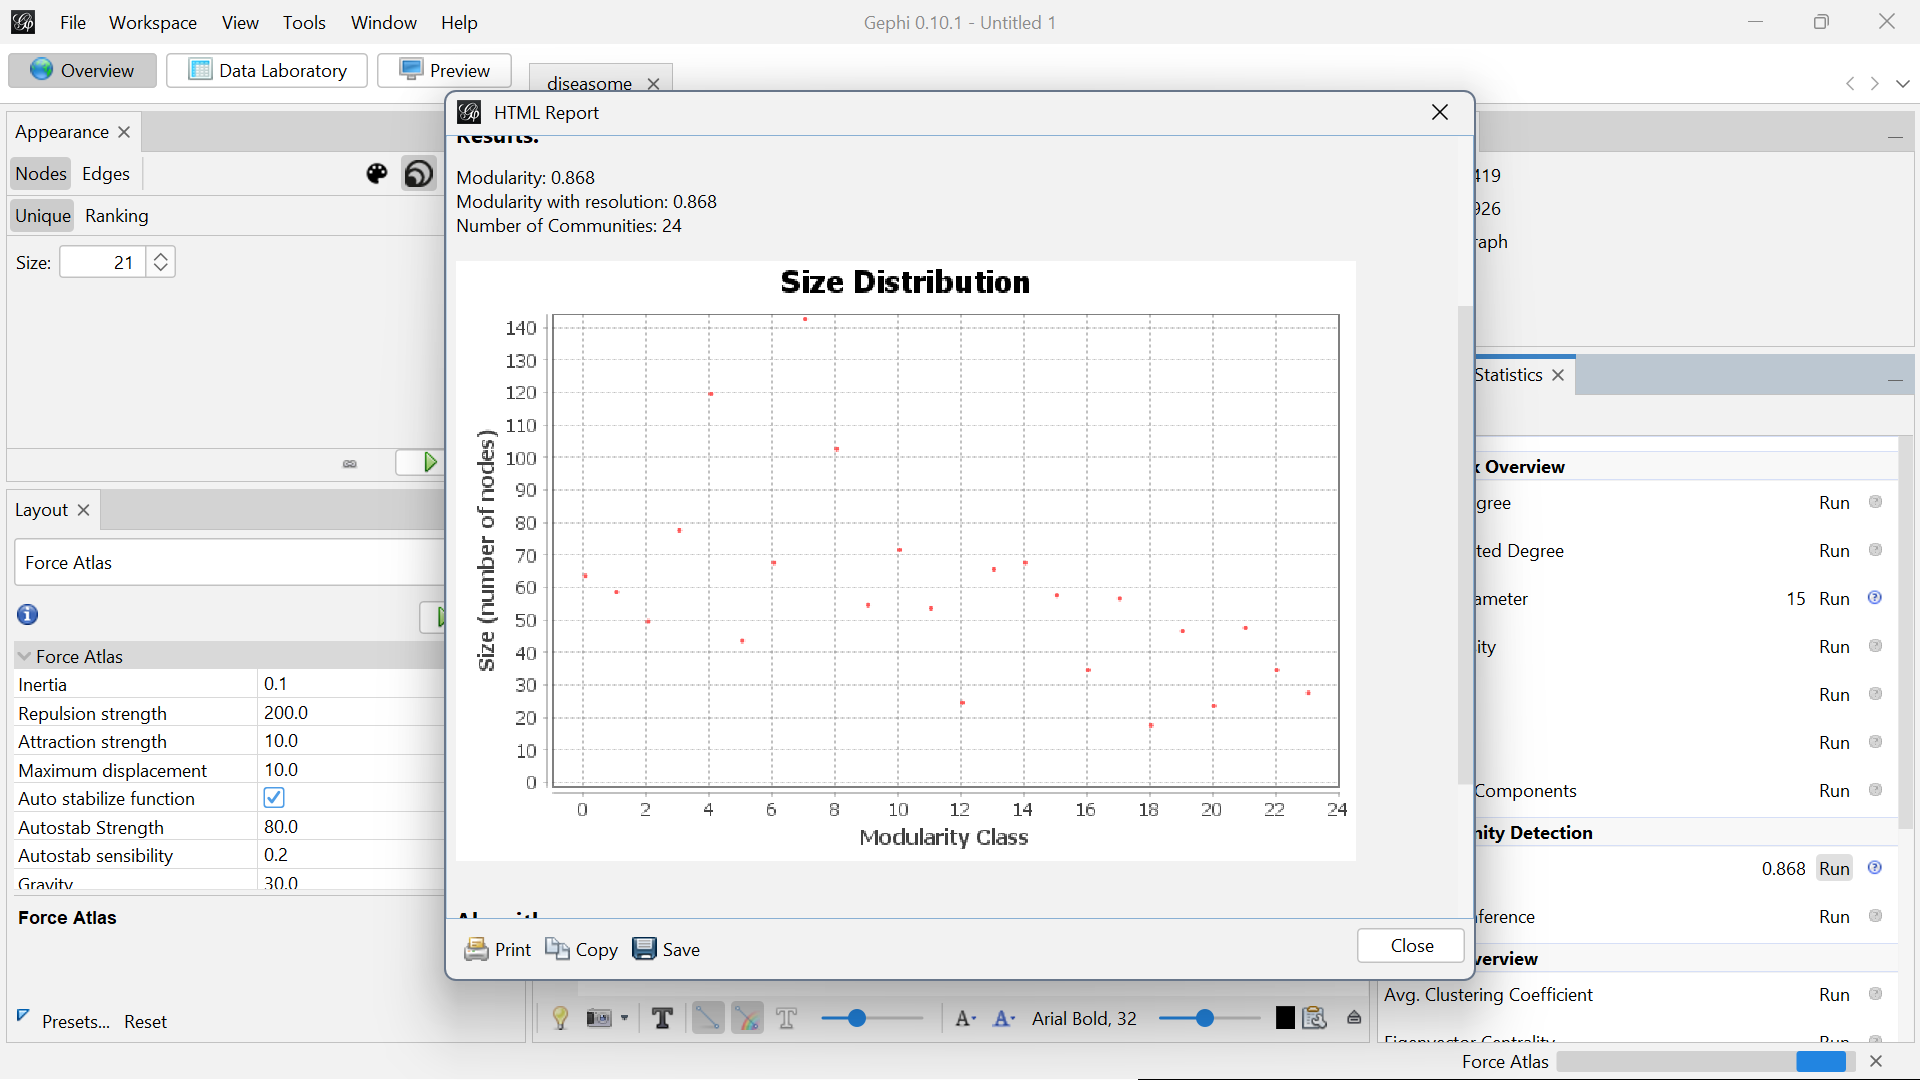 File Workspace View Tools Window Help
Gephi 0.10.1 - Untitled 1
Overview Data Laboratory Preview
diseasome
Appearance
Nodes Edges
Unique Ranking
Size: 21
Layout
Force Atlas
Force Atlas
Inertia 0.1
Repulsion strength 200.0
Attraction strength 10.0
Maximum displacement 10.0
Auto stabilize function
Autostab Strength 80.0
Autostab sensibility 0.2
Gravity 30.0
Force Atlas
Presets... Reset
HTML Report
Results:
Modularity: 0.868
Modularity with resolution: 0.868
Number of Communities: 24
Size Distribution
Size (number of nodes)
140
130
120
110
100
90
80
70
60
50
40
30
20
10
0
0 2 4 6 8 10 12 14 16 18 20 22 24
Modularity Class
Print Copy Save
Close
419
926
raph
Statistics
Overview
gree Run
ted Degree Run
ameter 15 Run
ity Run
Run
Run
Components Run
nity Detection
0.868 Run
ference Run
verview
Avg. Clustering Coefficient Run
Eigenvector Centrality Run
Arial Bold, 32
Force Atlas